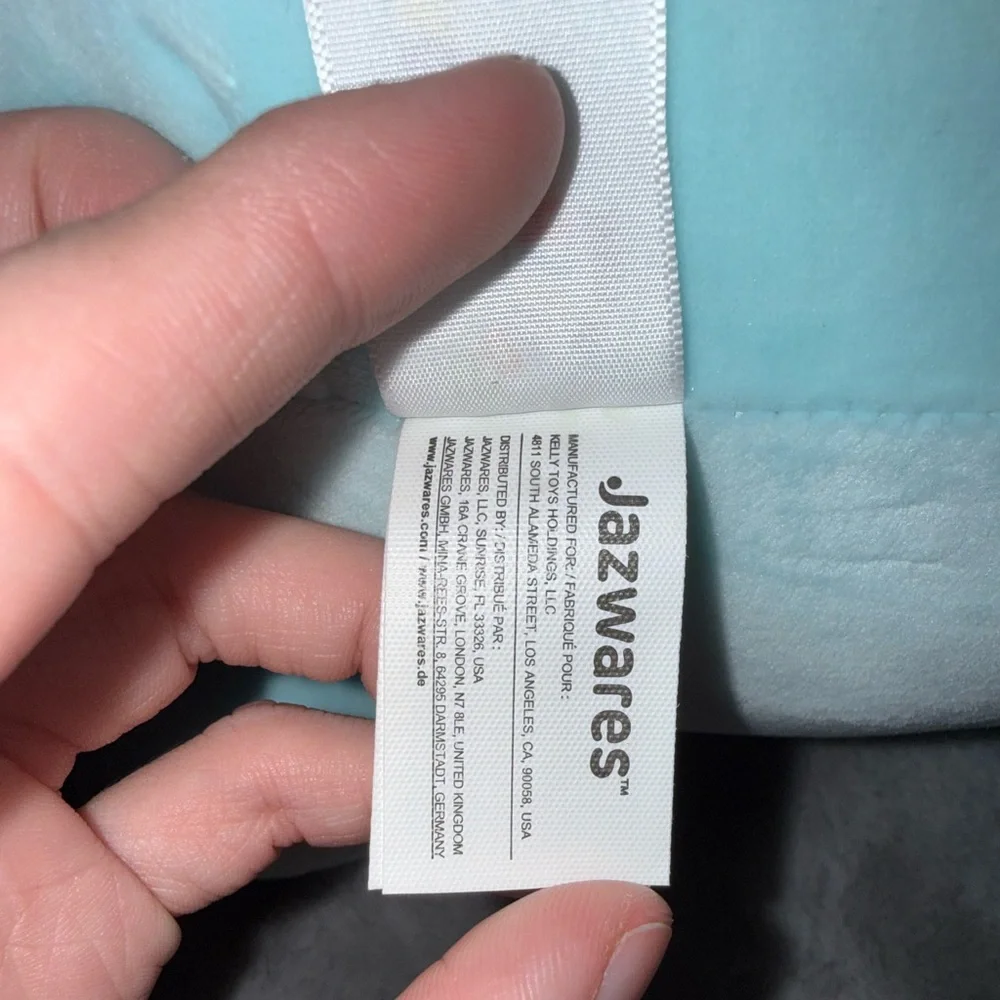 Jazwares™
MANUFACTURED FOR: / FABRIQUÉ POUR :
KELLY TOYS HOLDINGS, LLC
4811 SOUTH ALAMEDA STREET, LOS ANGELES, CA, 90058, USA
DISTRIBUTED BY: / DISTRIBUÉ PAR :
JAZWARES, LLC, SUNRISE, FL 33326, USA
JAZWARES, 16A CRANE GROVE, LONDON, N7 8LE, UNITED KINGDOM
JAZWARES GMBH, MINA-REES-STR. 8, 64295 DARMSTADT, GERMANY
www.jazwares.com / www.jazwares.de